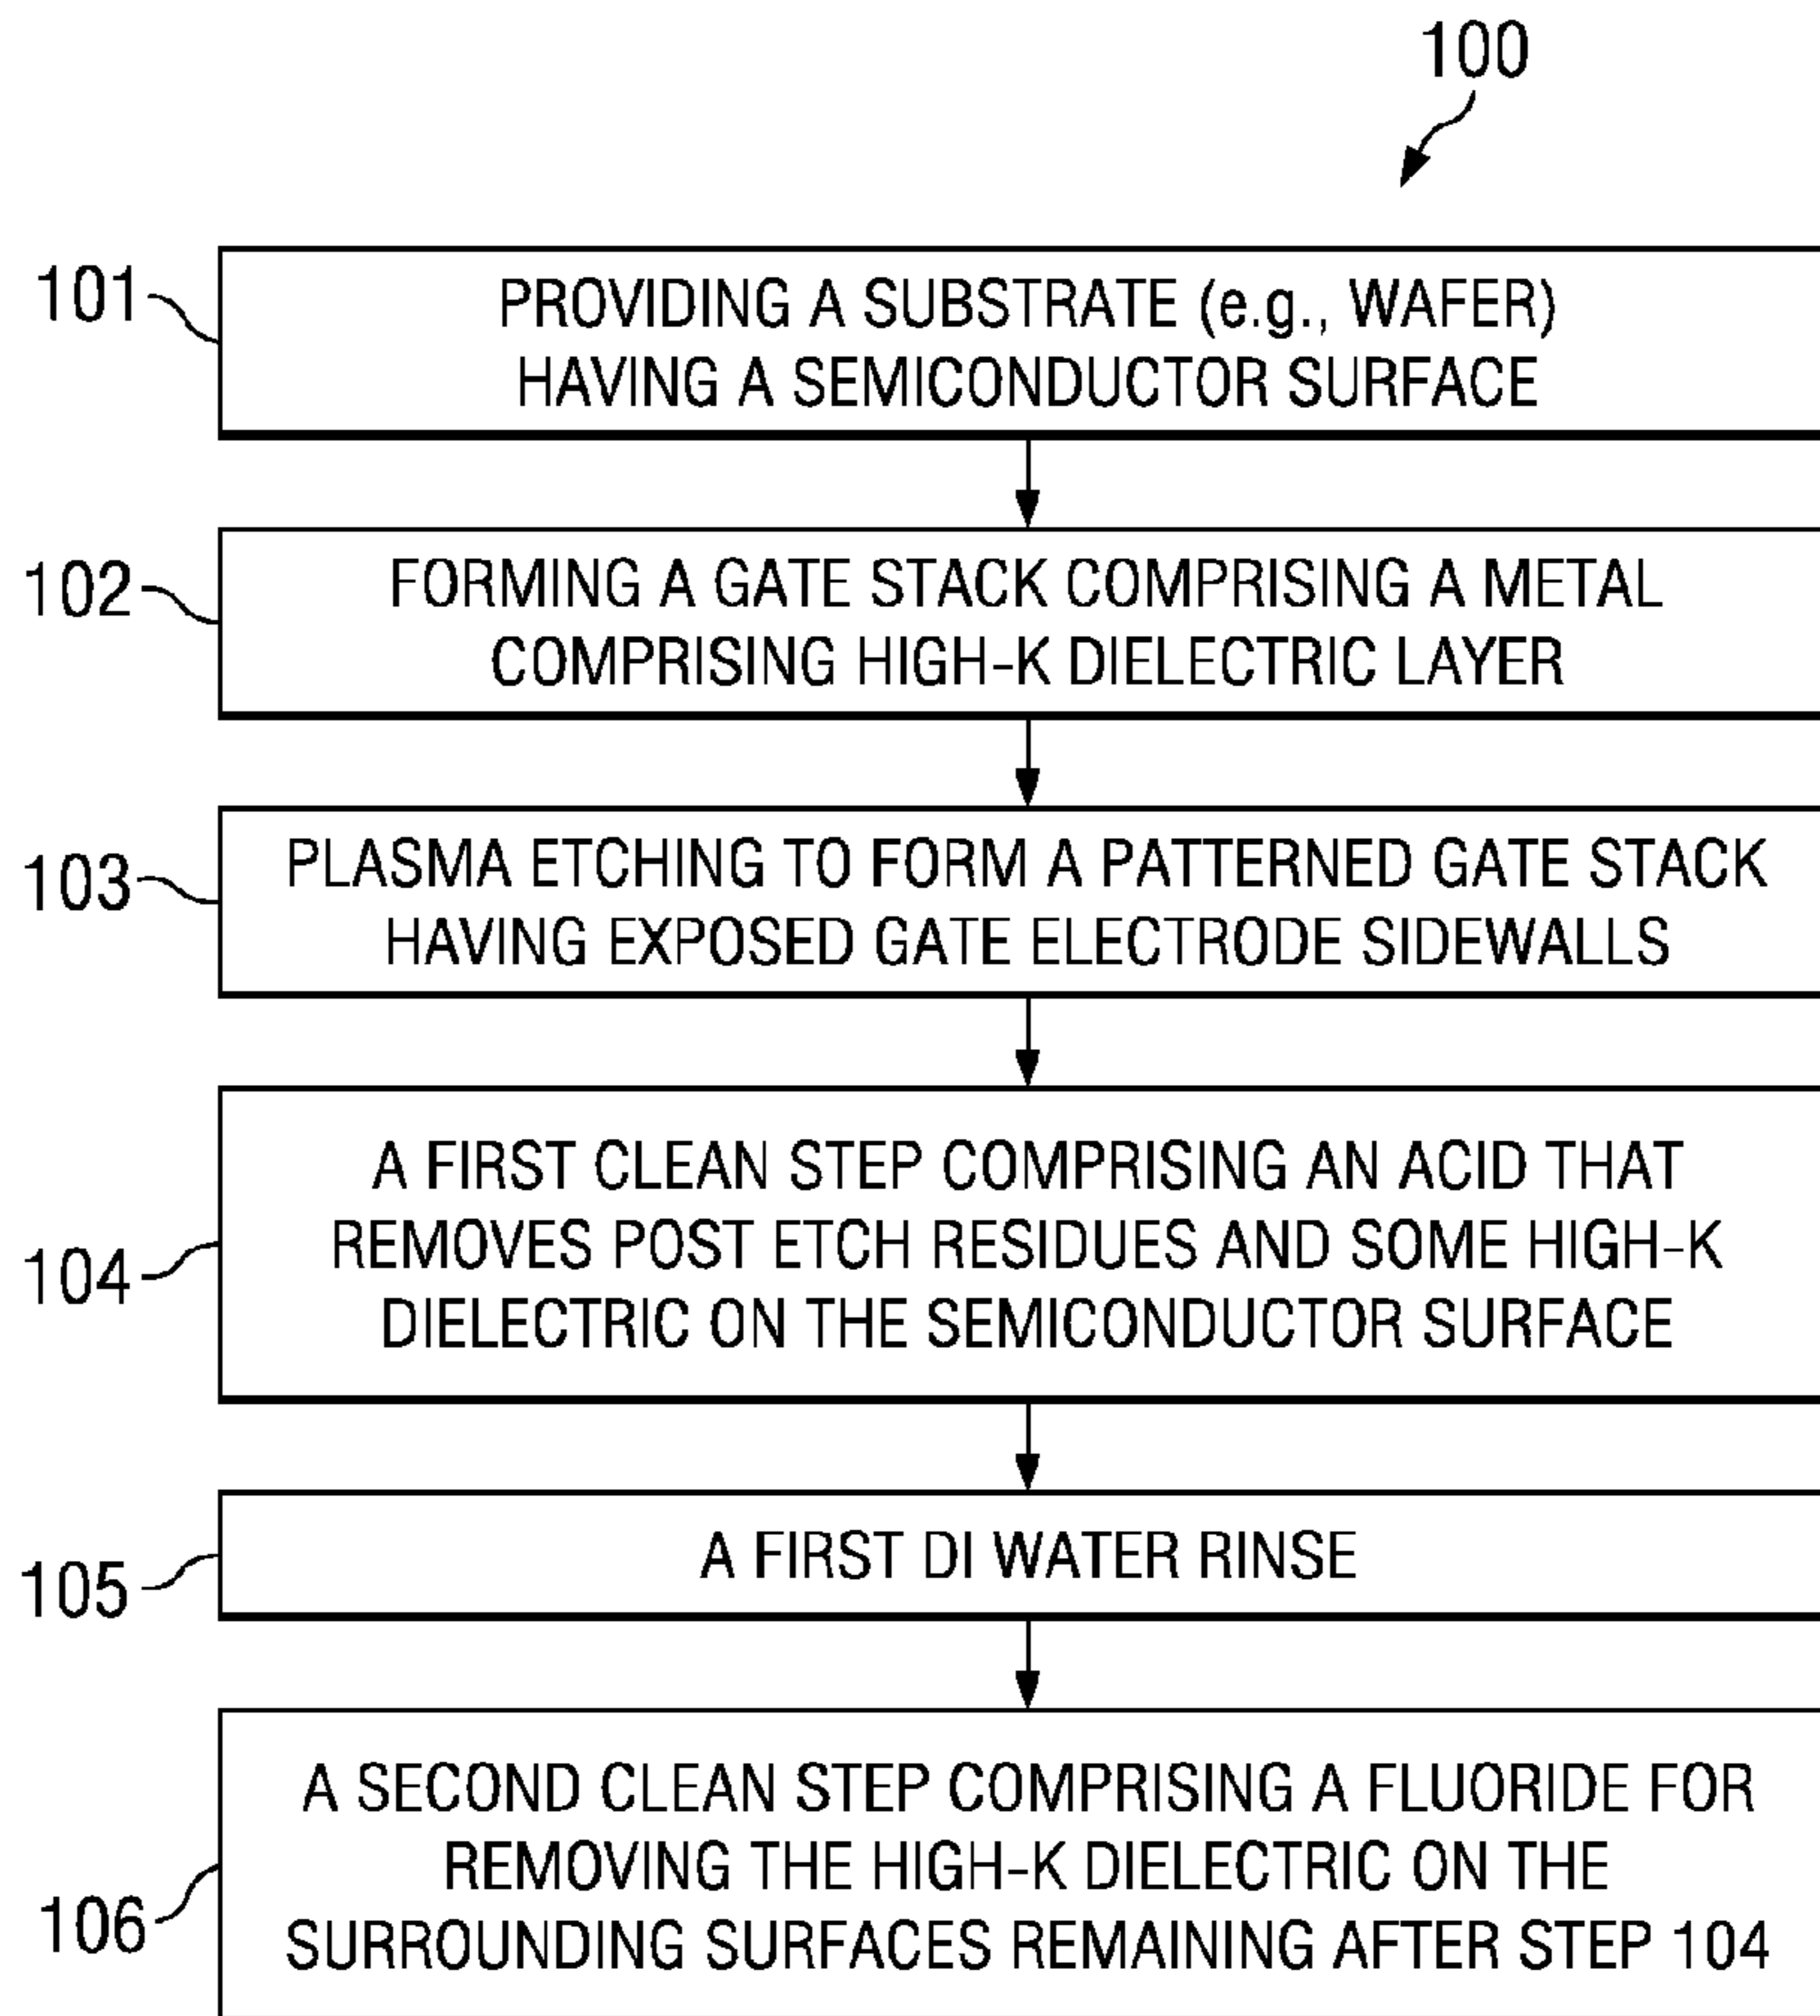 100
101
PROVIDING A SUBSTRATE (e.g., WAFER)
HAVING A SEMICONDUCTOR SURFACE
102
FORMING A GATE STACK COMPRISING A METAL
COMPRISING HIGH-K DIELECTRIC LAYER
103
PLASMA ETCHING TO FORM A PATTERNED GATE STACK
HAVING EXPOSED GATE ELECTRODE SIDEWALLS
104
A FIRST CLEAN STEP COMPRISING AN ACID THAT
REMOVES POST ETCH RESIDUES AND SOME HIGH-K
DIELECTRIC ON THE SEMICONDUCTOR SURFACE
105
A FIRST DI WATER RINSE
106
A SECOND CLEAN STEP COMPRISING A FLUORIDE FOR
REMOVING THE HIGH-K DIELECTRIC ON THE
SURROUNDING SURFACES REMAINING AFTER STEP 104